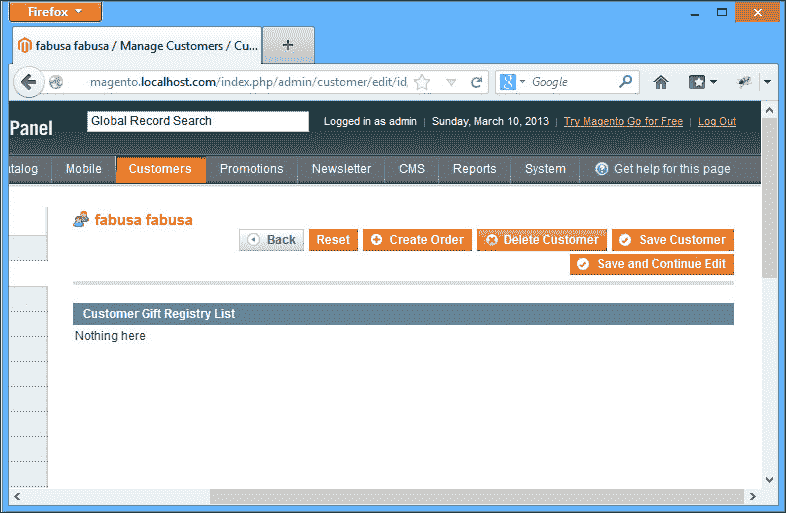 Firefox
fabusa fabusa / Manage Customers / Cu...
magento.localhost.com/index.php/admin/customer/edit/id,
Google
Panel
Global Record Search
Logged in as admin | Sunday, March 10, 2013 | Try Magento Go for Free | Log Out
atalog Mobile Customers Promotions Newsletter CMS Reports System Get help for this page
fabusa fabusa
Back Reset Create Order Delete Customer Save Customer
Save and Continue Edit
Customer Gift Registry List
Nothing here